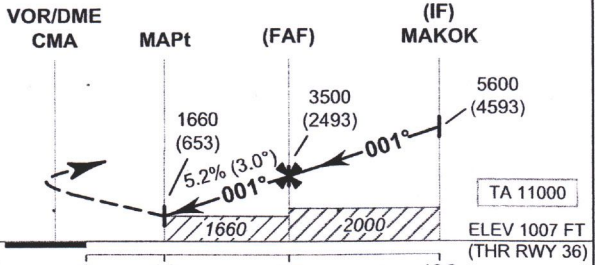 VOR/DME
CMA
MAPt
(FAF)
(IF)
MAKOK
5600
(4593)
3500
(2493)
1660
(653)
5.2% (3.0°)
001°
001°
TA 11000
1660
2000
ELEV 1007 FT
(THR RWY 36)